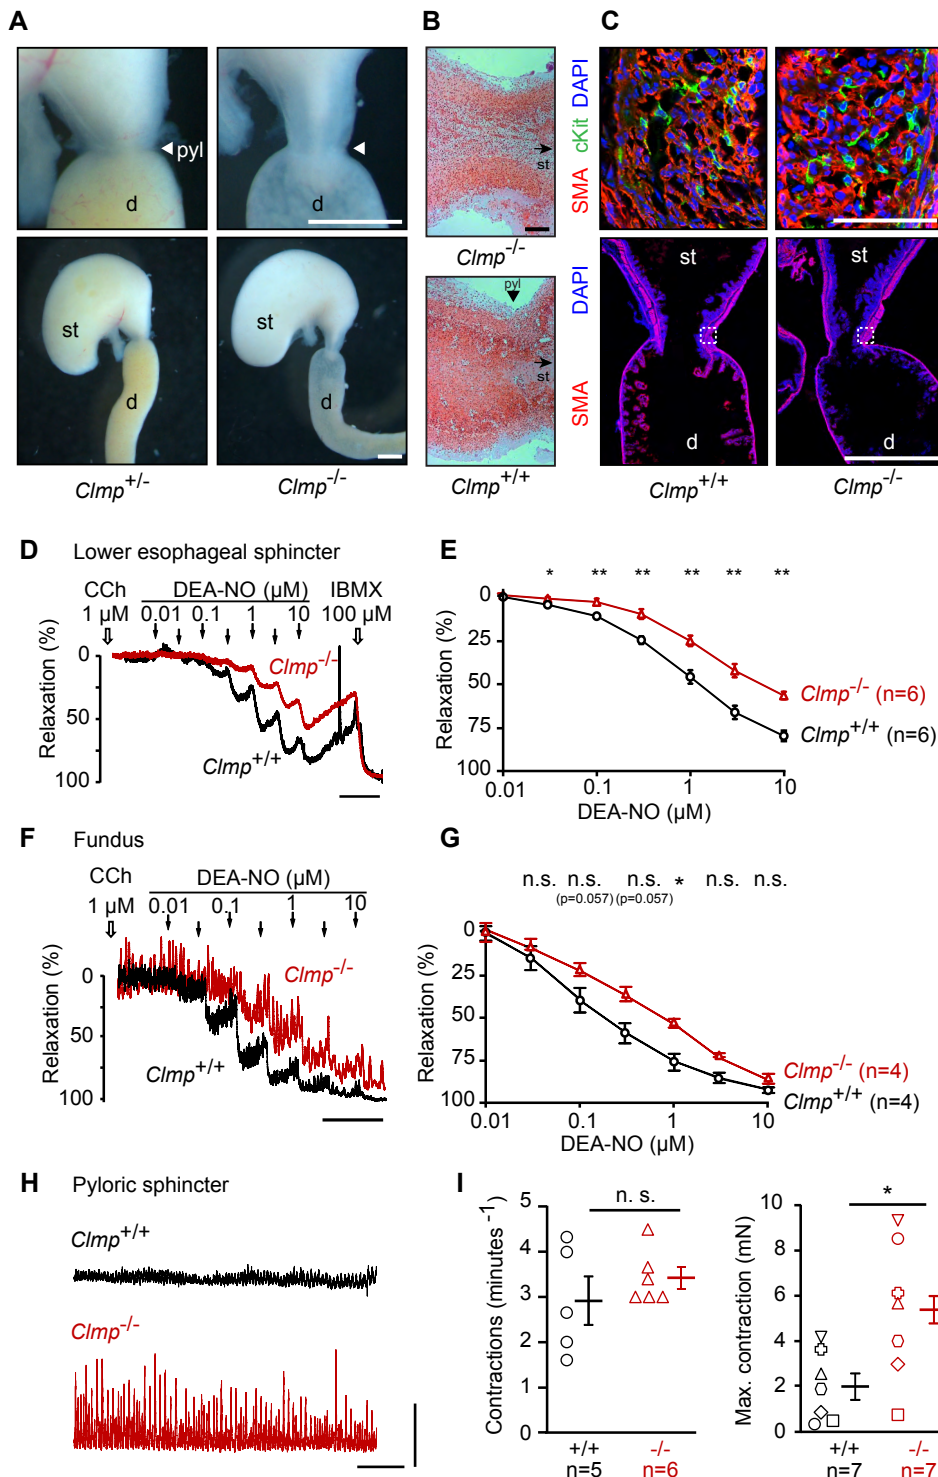 A
B
C
pyl
d
st
d
Clmp+/-
Clmp-/-
st
Clmp-/-
pyl
st
Clmp+/+
SMA cKit DAPI
SMA DAPI
st
d
st
d
Clmp+/+
Clmp-/-
D Lower esophageal sphincter
CCh DEA-NO (µM) IBMX
1 µM 0.01 0.1 1 10 100 µM
Relaxation (%)
0
50
100
Clmp-/-
Clmp+/+
E
* ** ** ** ** **
Relaxation (%)
0
25
50
75
100
Clmp-/- (n=6)
Clmp+/+ (n=6)
0.01 0.1 1 10
DEA-NO (µM)
F Fundus
CCh DEA-NO (µM)
1 µM 0.01 0.1 1 10
Relaxation (%)
0
50
100
Clmp-/-
Clmp+/+
G
n.s. n.s. n.s. * n.s. n.s.
(p=0.057) (p=0.057)
Relaxation (%)
0
25
50
75
100
Clmp-/- (n=4)
Clmp+/+ (n=4)
0.01 0.1 1 10
DEA-NO (µM)
H Pyloric sphincter
Clmp+/+
Clmp-/-
I
n. s.
Contractions (minutes-1)
5
4
3
2
1
0
+/+ -/-
n=5 n=6
*
Max. contraction (mN)
10
8
6
4
2
0
+/+ -/-
n=7 n=7